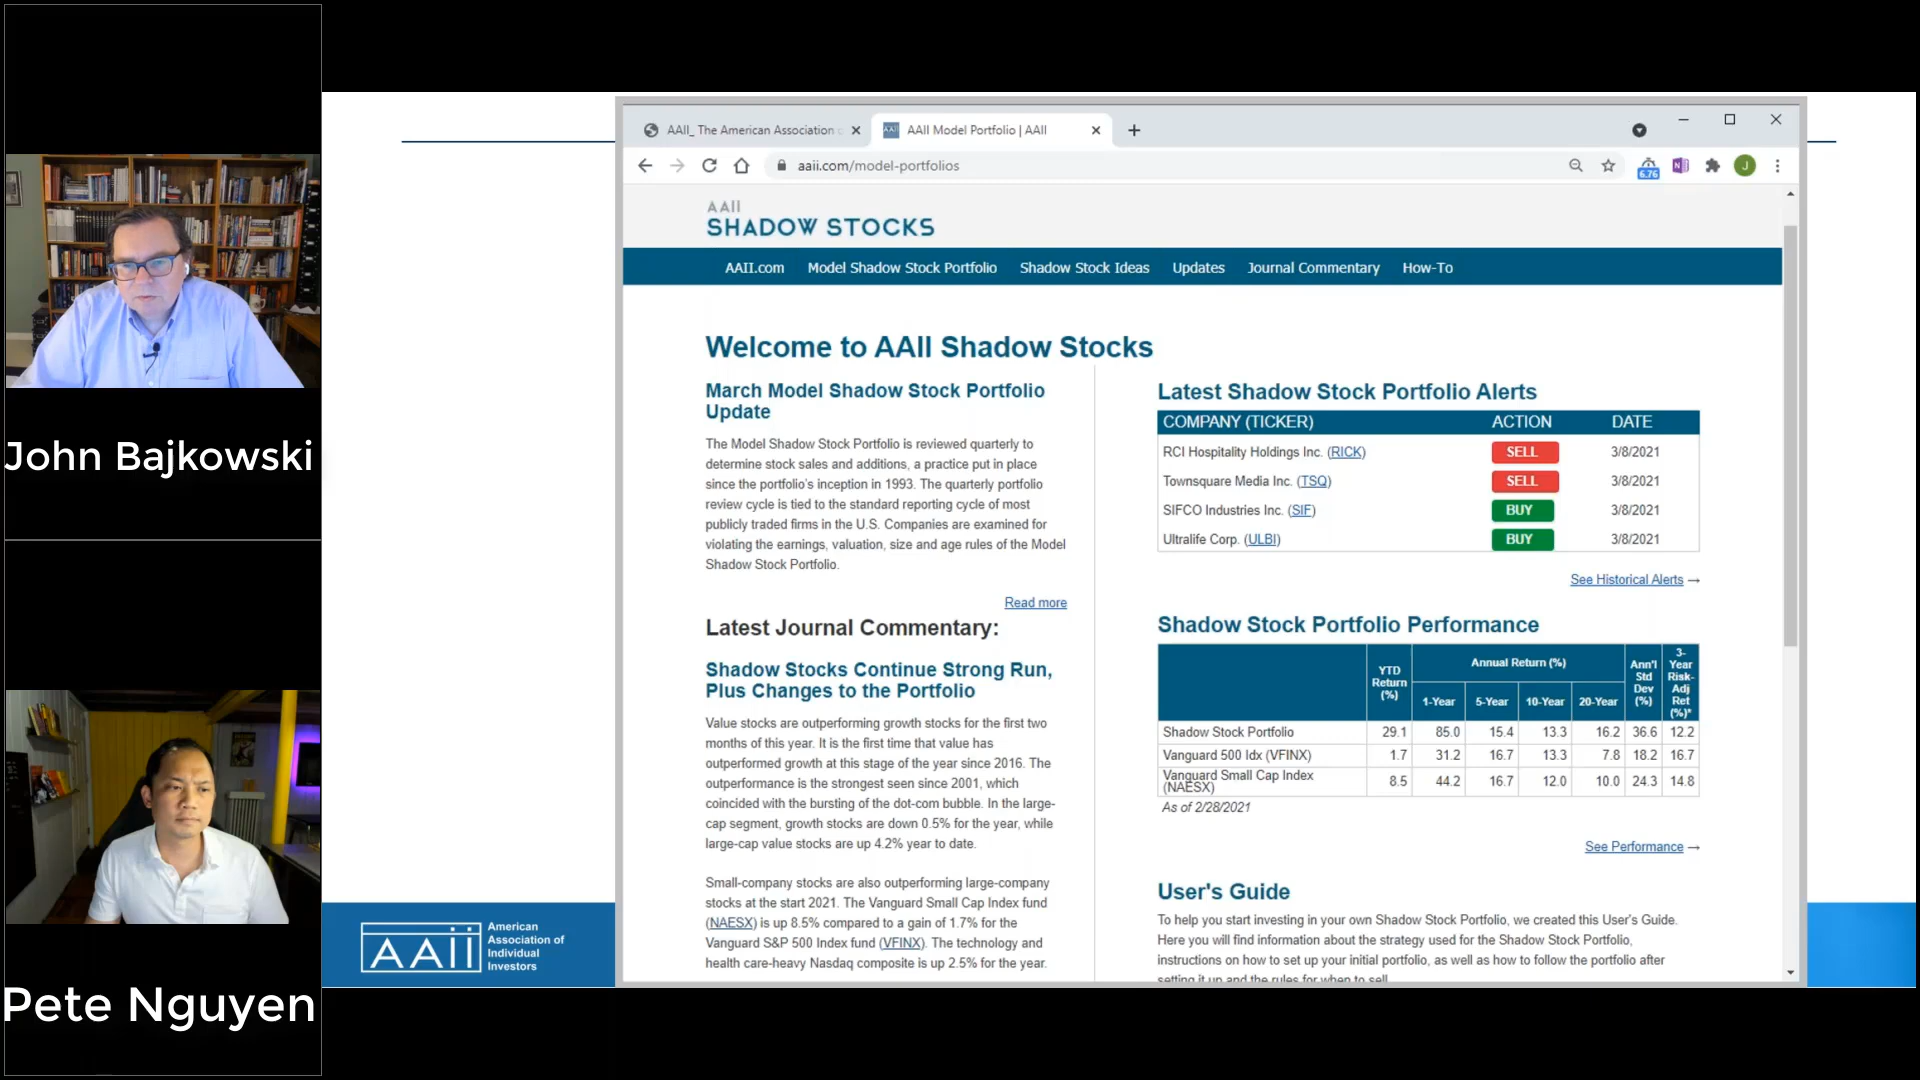 John Bajkowski
Pete Nguyen
AAII_ The American Association o
AAII Model Portfolio | AAII
aaii.com/model-portfolios
6.76
N
J
AAII
SHADOW STOCKS
AAII.com Model Shadow Stock Portfolio Shadow Stock Ideas Updates Journal Commentary How-To
Welcome to AAII Shadow Stocks
March Model Shadow Stock Portfolio
Update
The Model Shadow Stock Portfolio is reviewed quarterly to
determine stock sales and additions, a practice put in place
since the portfolio's inception in 1993. The quarterly portfolio
review cycle is tied to the standard reporting cycle of most
publicly traded firms in the U.S. Companies are examined for
violating the earnings, valuation, size and age rules of the Model
Shadow Stock Portfolio.
Read more
Latest Journal Commentary:
Shadow Stocks Continue Strong Run,
Plus Changes to the Portfolio
Value stocks are outperforming growth stocks for the first two
months of this year. It is the first time that value has
outperformed growth at this stage of the year since 2016. The
outperformance is the strongest seen since 2001, which
coincided with the bursting of the dot-com bubble. In the large-
cap segment, growth stocks are down 0.5% for the year, while
large-cap value stocks are up 4.2% year to date.
Small-company stocks are also outperforming large-company
stocks at the start 2021. The Vanguard Small Cap Index fund
(NAESX) is up 8.5% compared to a gain of 1.7% for the
Vanguard S&P 500 Index fund (VFINX). The technology and
health care-heavy Nasdaq composite is up 2.5% for the year.
Latest Shadow Stock Portfolio Alerts
COMPANY (TICKER) ACTION DATE
RCI Hospitality Holdings Inc. (RICK) SELL 3/8/2021
Townsquare Media Inc. (TSQ) SELL 3/8/2021
SIFCO Industries Inc. (SIF) BUY 3/8/2021
Ultralife Corp. (ULBI) BUY 3/8/2021
See Historical Alerts →
Shadow Stock Portfolio Performance
YTD Return (%) Annual Return (%) Ann'l Std Dev (%) 3-Year Risk-Adj Ret (%)*
1-Year 5-Year 10-Year 20-Year
Shadow Stock Portfolio 29.1 85.0 15.4 13.3 16.2 36.6 12.2
Vanguard 500 Idx (VFINX) 1.7 31.2 16.7 13.3 7.8 18.2 16.7
Vanguard Small Cap Index
(NAESX) 8.5 44.2 16.7 12.0 10.0 24.3 14.8
As of 2/28/2021
See Performance →
User's Guide
To help you start investing in your own Shadow Stock Portfolio, we created this User's Guide.
Here you will find information about the strategy used for the Shadow Stock Portfolio,
instructions on how to set up your initial portfolio, as well as how to follow the portfolio after
setting it up and the rules for when to sell.
AAII
American
Association of
Individual
Investors